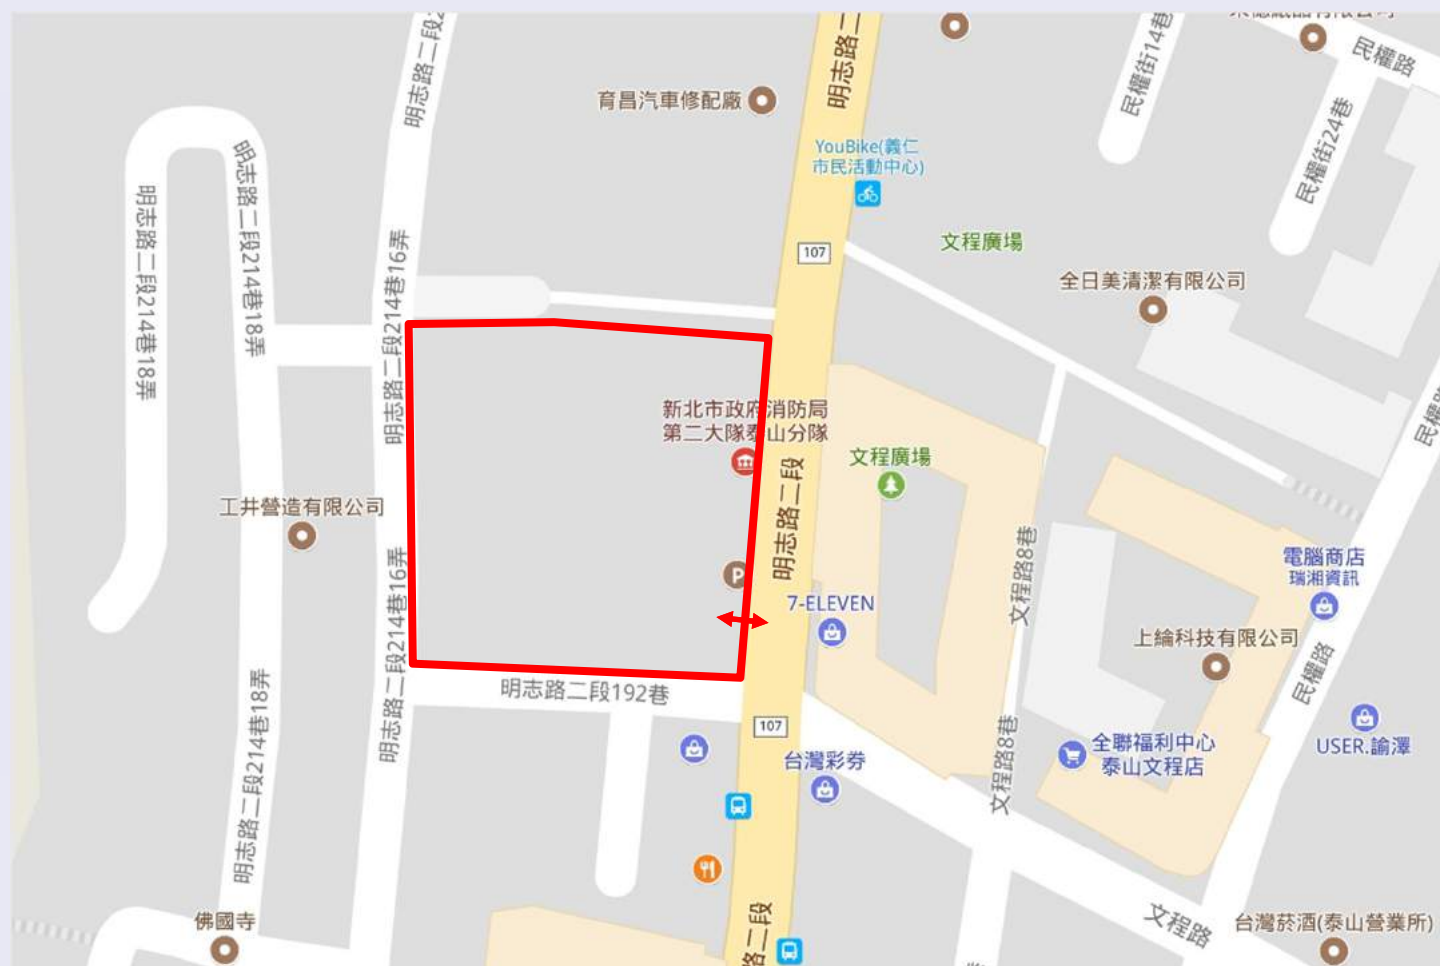 明志路二段2
明志路二
民權街14巷
民權路
育昌汽車修配廠
民權街24巷
YouBike(義仁
市民活動中心)
明志路二段214巷18弄
明志路二段214巷18弄
明志路二段214巷16弄
107
文程廣場
全日美清潔有限公司
新北市政府消防局
第二大隊泰山分隊
文程廣場
明志路二段
工井營造有限公司
文程路8巷
電腦商店
瑞湘資訊
明志路二段214巷16弄
7-ELEVEN
上綸科技有限公司
民權路
明志路二段192巷
107
明志路二段214巷18弄
台灣彩券
文程路8巷
全聯福利中心
泰山文程店
USER.諭澤
佛國寺
路二段
文程路
台灣菸酒(泰山營業所)